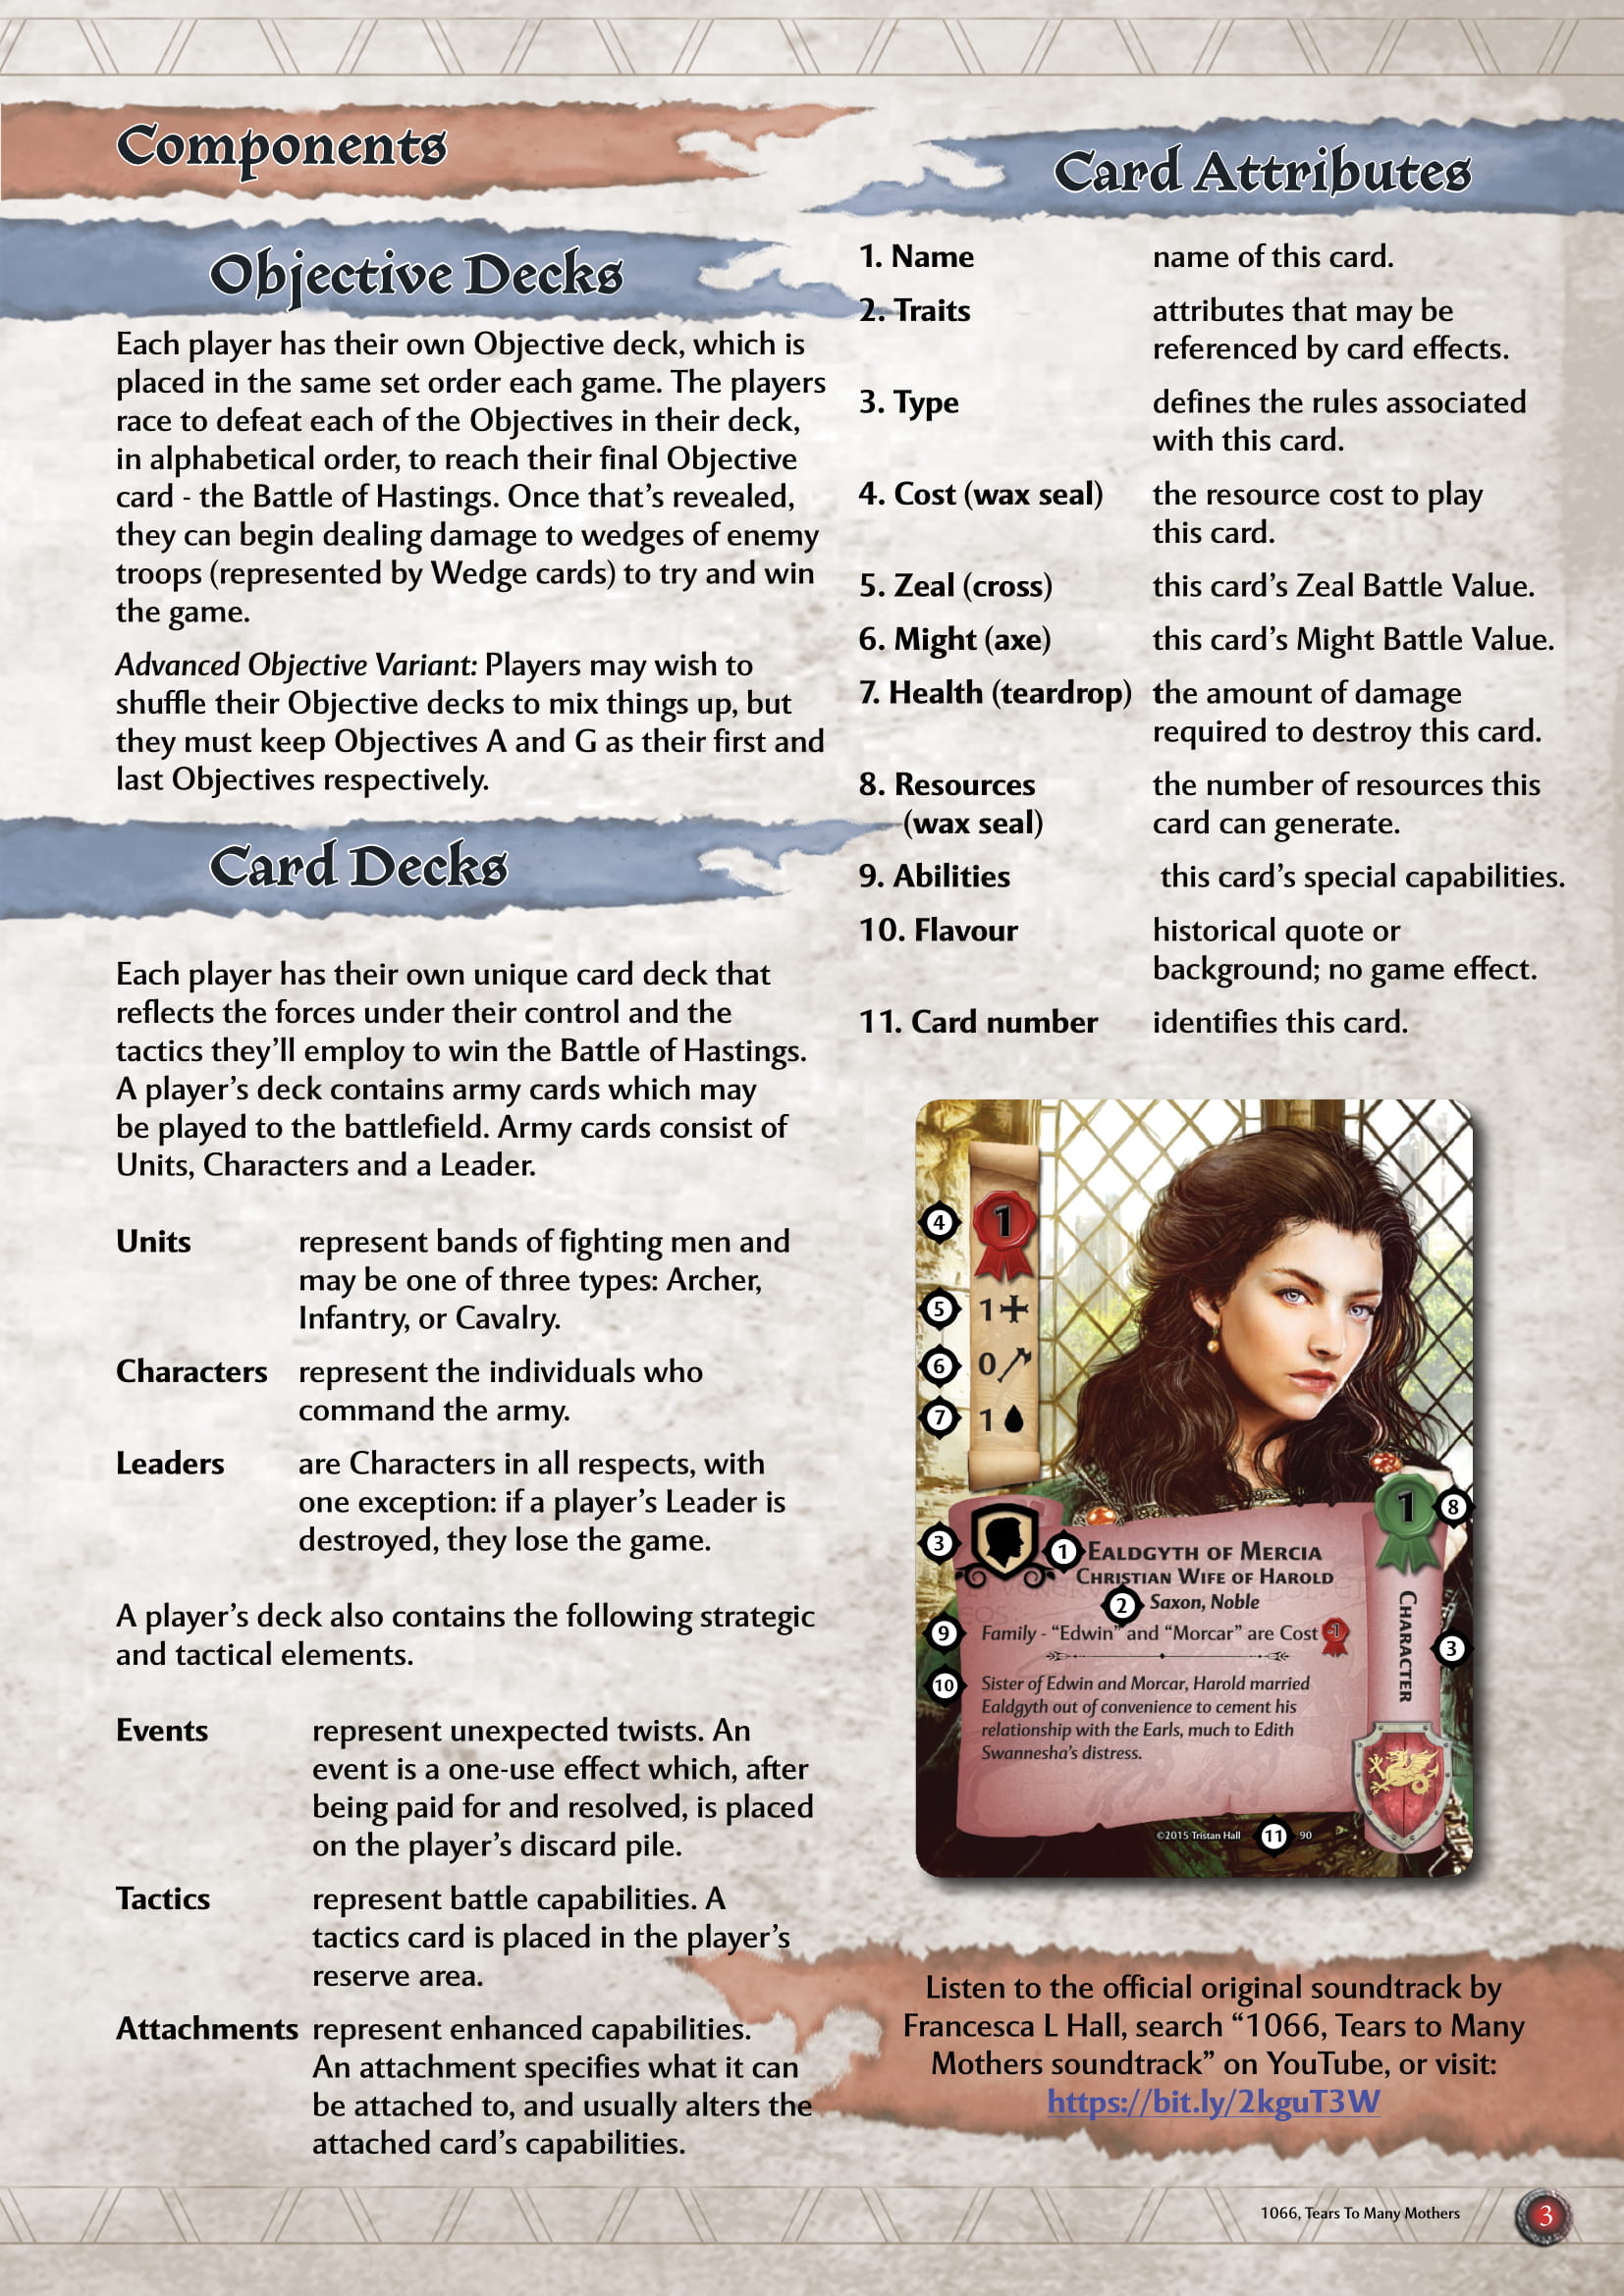 Components
Objective Decks
Each player has their own Objective deck, which is
placed in the same set order each game. The players
race to defeat each of the Objectives in their deck,
in alphabetical order, to reach their final Objective
card - the Battle of Hastings. Once that’s revealed,
they can begin dealing damage to wedges of enemy
troops (represented by Wedge cards) to try and win
the game.
Advanced Objective Variant: Players may wish to
shuffle their Objective decks to mix things up, but
they must keep Objectives A and G as their first and
last Objectives respectively.
Card Decks
Each player has their own unique card deck that
reflects the forces under their control and the
tactics they’ll employ to win the Battle of Hastings.
A player’s deck contains army cards which may
be played to the battlefield. Army cards consist of
Units, Characters and a Leader.
Units represent bands of fighting men and
may be one of three types: Archer,
Infantry, or Cavalry.
Characters represent the individuals who
command the army.
Leaders are Characters in all respects, with
one exception: if a player’s Leader is
destroyed, they lose the game.
A player’s deck also contains the following strategic
and tactical elements.
Events represent unexpected twists. An
event is a one-use effect which, after
being paid for and resolved, is placed
on the player’s discard pile.
Tactics represent battle capabilities. A
tactics card is placed in the player’s
reserve area.
Attachments represent enhanced capabilities.
An attachment specifies what it can
be attached to, and usually alters the
attached card’s capabilities.
Card Attributes
1. Name name of this card.
2. Traits attributes that may be
referenced by card effects.
3. Type defines the rules associated
with this card.
4. Cost (wax seal) the resource cost to play
this card.
5. Zeal (cross) this card’s Zeal Battle Value.
6. Might (axe) this card’s Might Battle Value.
7. Health (teardrop) the amount of damage
required to destroy this card.
8. Resources the number of resources this
(wax seal) card can generate.
9. Abilities this card’s special capabilities.
10. Flavour historical quote or
background; no game effect.
11. Card number identifies this card.
4 1
5 1
6 0
7 1
1 8
3 1 Ealdgyth of Mercia
Christian Wife of Harold
2 Saxon, Noble
9 Family - “Edwin” and “Morcar” are Cost -1
Character 3
10 Sister of Edwin and Morcar, Harold married
Ealdgyth out of convenience to cement his
relationship with the Earls, much to Edith
Swannesha’s distress.
©2015 Tristan Hall 11 90
Listen to the official original soundtrack by
Francesca L Hall, search “1066, Tears to Many
Mothers soundtrack” on YouTube, or visit:
https://bit.ly/2kguT3W
1066, Tears To Many Mothers 3